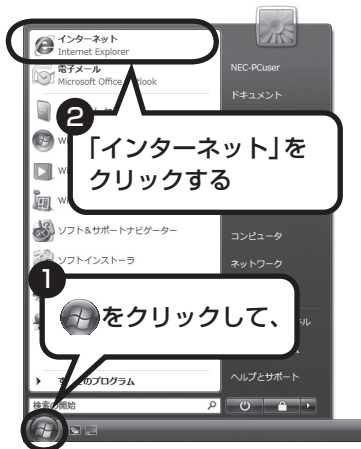 インターネット
Internet Explorer
電子メール
Microsoft Office
NEC-PCuser
ドキュメント
2
「インターネット」を
クリックする
ソフト&サポートナビゲーター
コンピュータ
ソフトインストーラ
ネットワーク
1
をクリックして、
プログラム
ヘルプとサポート
検索の開始